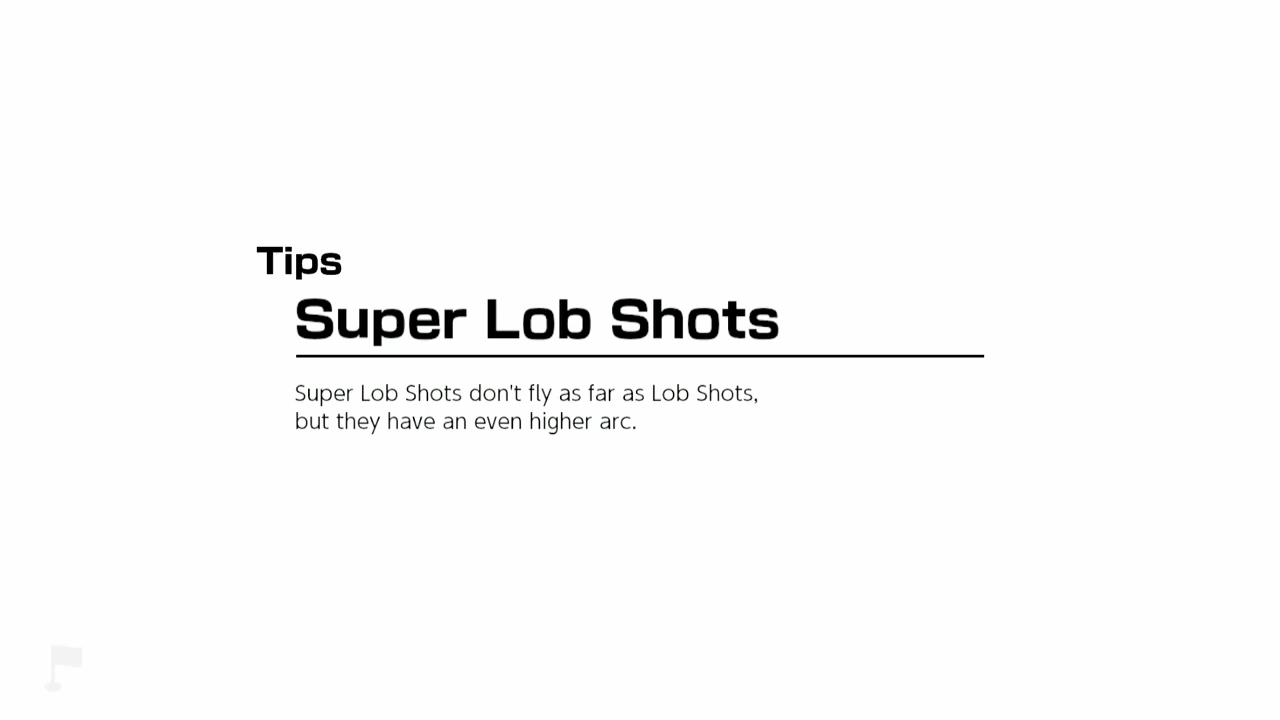 Tips
Super Lob Shots
Super Lob Shots don't fly as far as Lob Shots,
but they have an even higher arc.